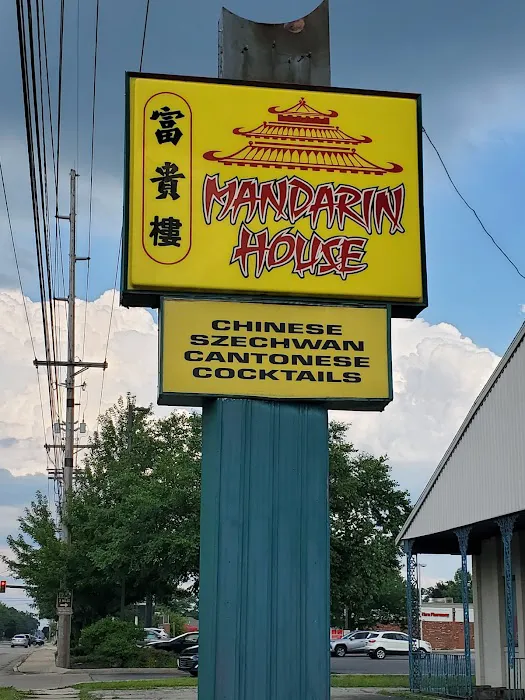 富貴樓
MANDARIN
HOUSE
CHINESE
SZECHWAN
CANTONESE
COCKTAILS